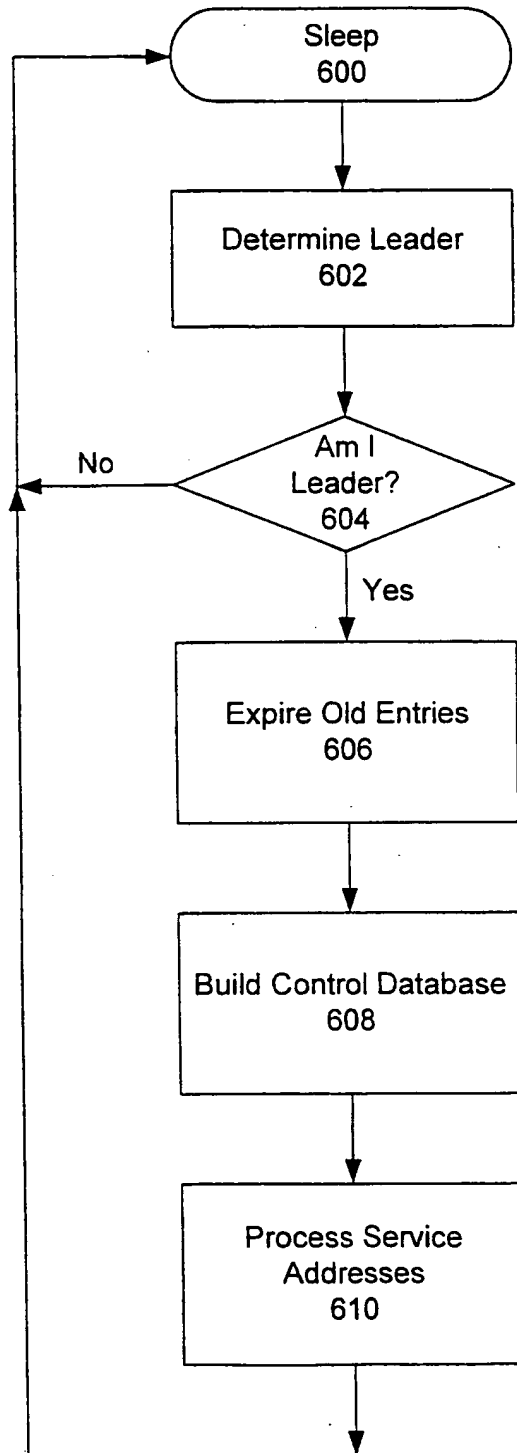 Sleep
600
Determine Leader
602
Am I
Leader?
604
No
Yes
Expire Old Entries
606
Build Control Database
608
Process Service
Addresses
610